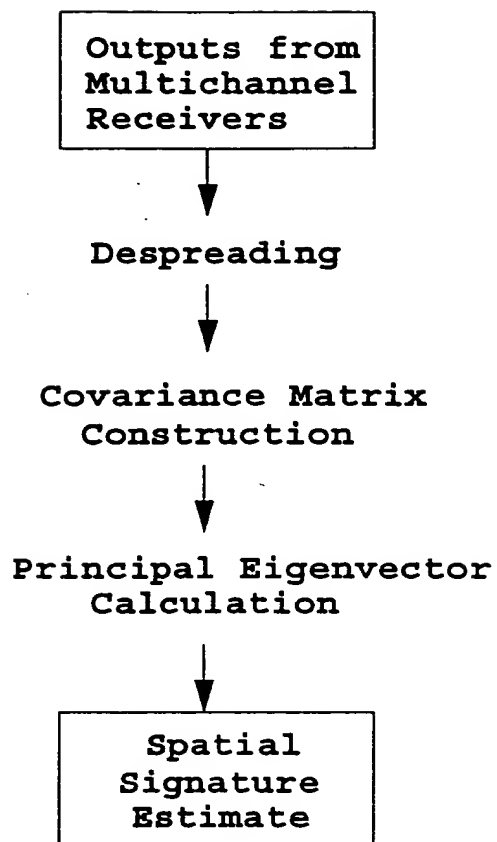 Outputs from
Multichannel
Receivers
Despreading
Covariance Matrix
Construction
Principal Eigenvector
Calculation
Spatial
Signature
Estimate